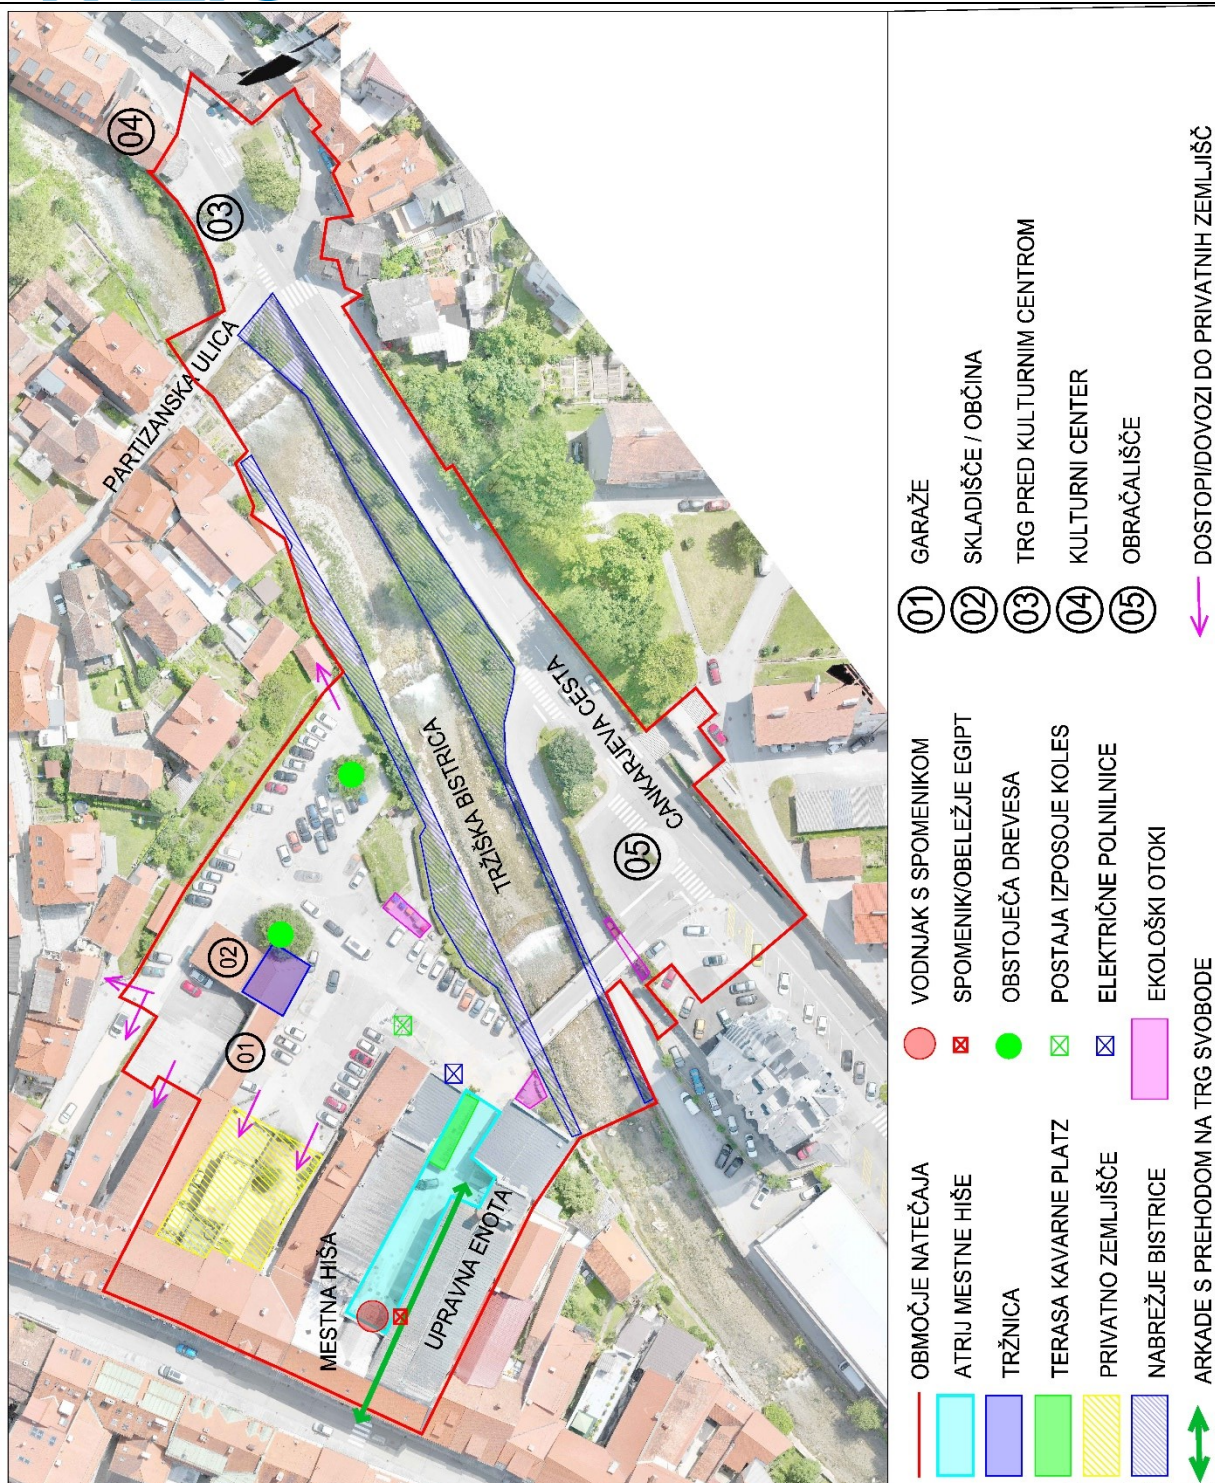 04
03
PARTIZANSKA ULICA
TRŽIŠKA BISTRICA
CANKARJEVA CESTA
05
02
01
MESTNA HIŠA
UPRAVNA ENOTA
OBMOČJE NATEČAJA
ATRIJ MESTNE HIŠE
TRŽNICA
TERASA KAVARNE PLATZ
PRIVATNO ZEMLJIŠČE
NABREŽJE BISTRICE
ARKADE S PREHODOM NA TRG SVOBODE
VODNJAK S SPOMENIKOM
SPOMENIK/OBELEŽJE EGIPT
OBSTOJEČA DREVESA
POSTAJA IZPOSOJE KOLES
ELEKTRIČNE POLNILNICE
EKOLOŠKI OTOKI
01 GARAŽE
02 SKLADIŠČE / OBČINA
03 TRG PRED KULTURNIM CENTROM
04 KULTURNI CENTER
05 OBRAČALIŠČE
DOSTOPI/DOVOZI DO PRIVATNIH ZEMLJIŠČ